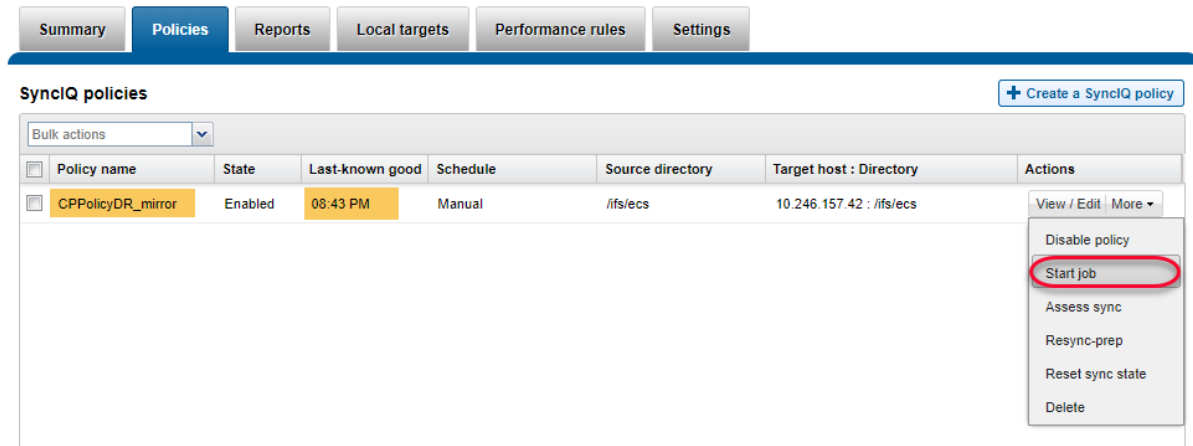 Summary Policies Reports Local targets Performance rules Settings
SyncIQ policies + Create a SyncIQ policy
Bulk actions
Policy name State Last-known good Schedule Source directory Target host : Directory Actions
CPPolicyDR_mirror Enabled 08:43 PM Manual /ifs/ecs 10.246.157.42 : /ifs/ecs View / Edit More
Disable policy
Start job
Assess sync
Resync-prep
Reset sync state
Delete